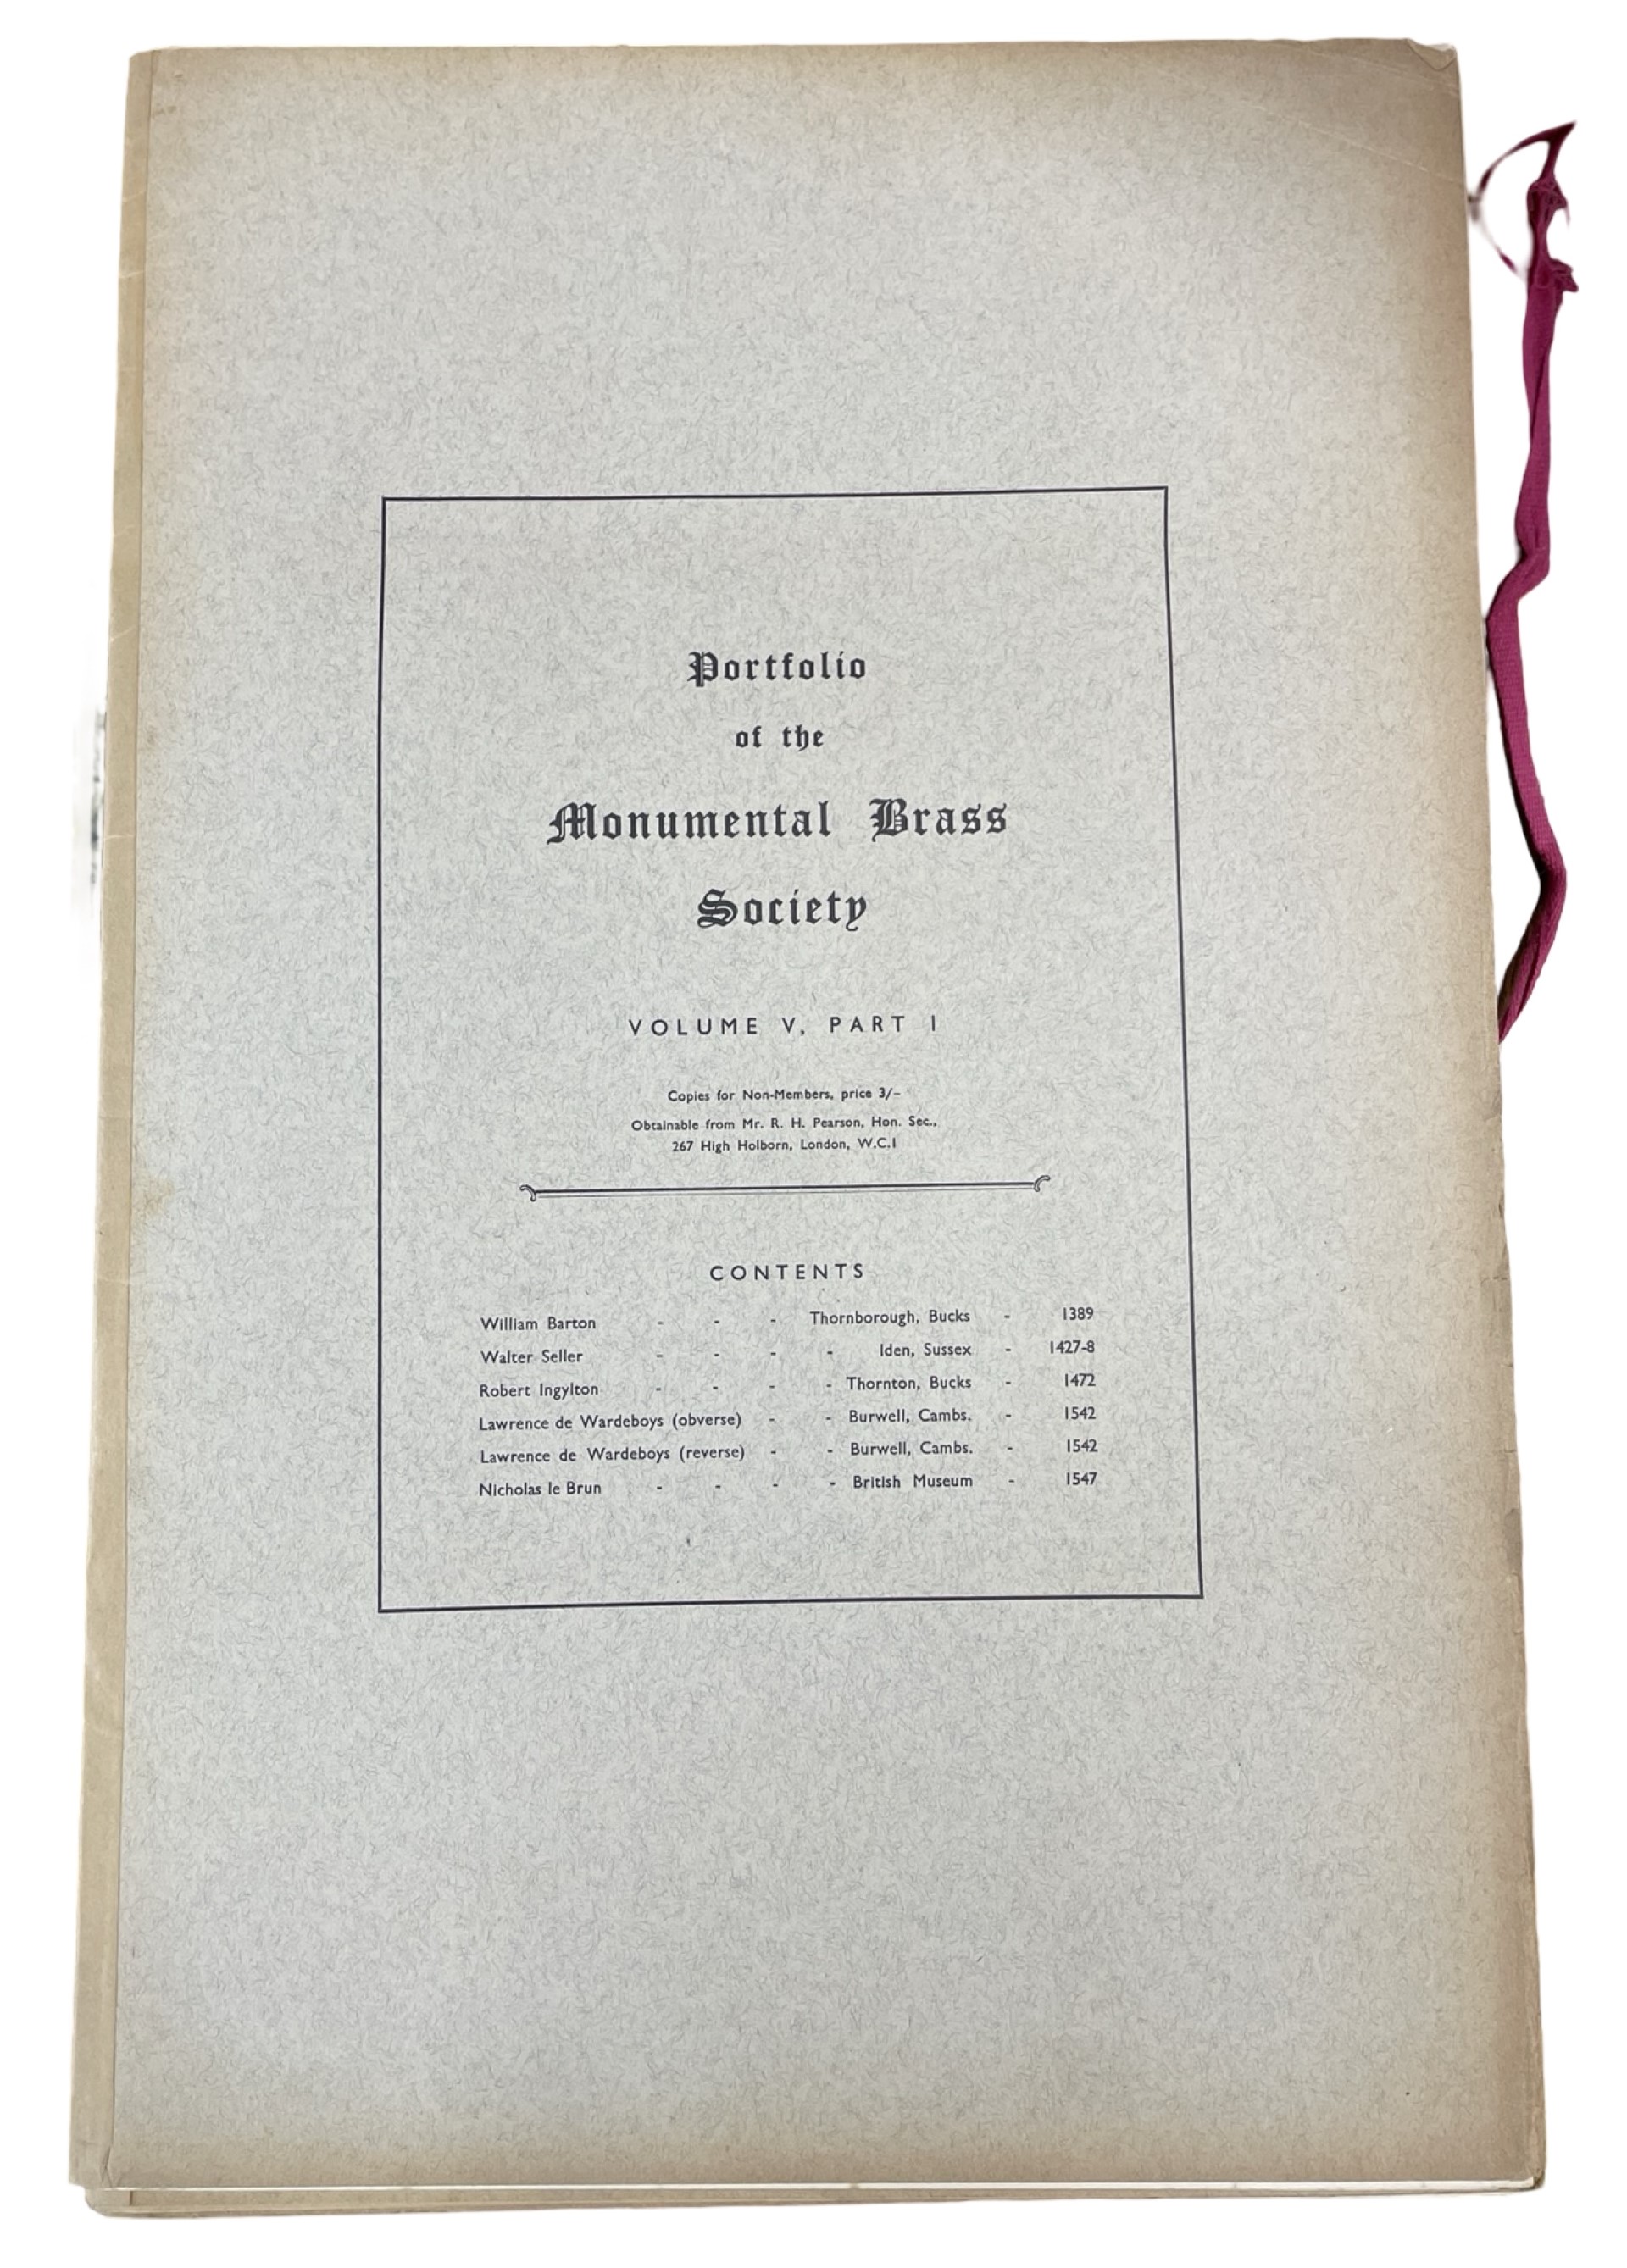 Portfolio
of the
Monumental Brass
Society
VOLUME V, PART I
Copies for Non-Members, price 3/-
Obtainable from Mr. R. H. Pearson, Hon. Sec.,
267 High Holborn, London, W.C.1
CONTENTS
William Barton - - - Thornborough, Bucks - 1389
Walter Seller - - - - Iden, Sussex - 1427-8
Robert Ingylton - - - - Thornton, Bucks - 1472
Lawrence de Wardeboys (obverse) - - Burwell, Cambs. - 1542
Lawrence de Wardeboys (reverse) - - Burwell, Cambs. - 1542
Nicholas le Brun - - - - British Museum - 1547